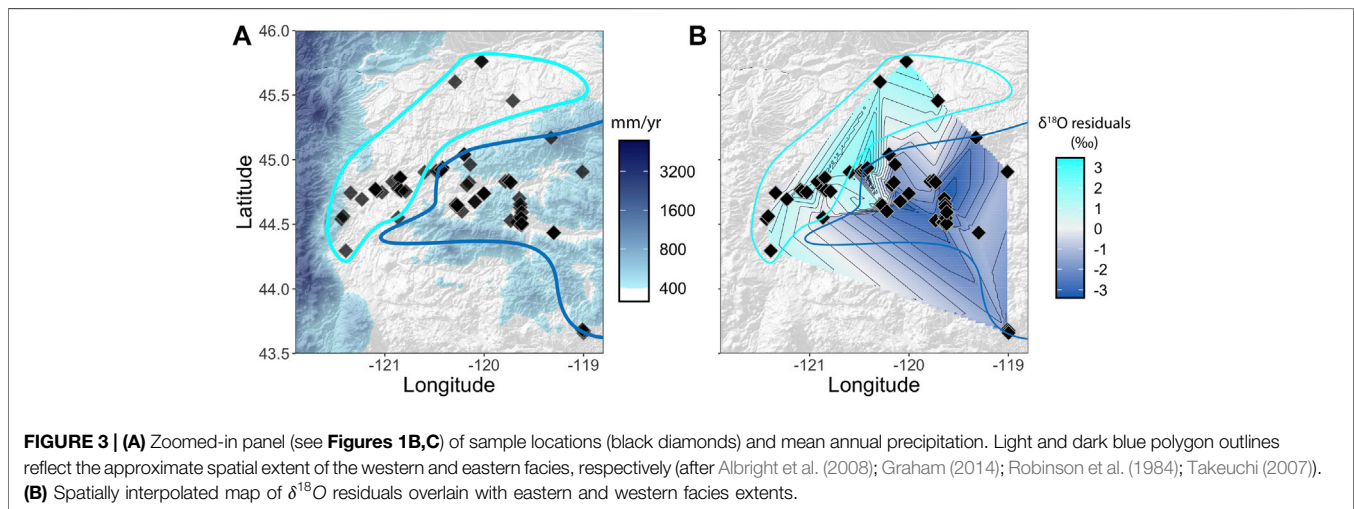 A
46.0
45.5
45.0
44.5
44.0
43.5
Latitude
-121
-120
-119
Longitude
mm/yr
3200
1600
800
400
B
-121
-120
-119
Longitude
δ18O residuals
(‰)
3
2
1
0
-1
-2
-3
FIGURE 3 | (A) Zoomed-in panel (see Figures 1B,C) of sample locations (black diamonds) and mean annual precipitation. Light and dark blue polygon outlines
reflect the approximate spatial extent of the western and eastern facies, respectively (after Albright et al. (2008); Graham (2014); Robinson et al. (1984); Takeuchi (2007)).
(B) Spatially interpolated map of δ18O residuals overlain with eastern and western facies extents.